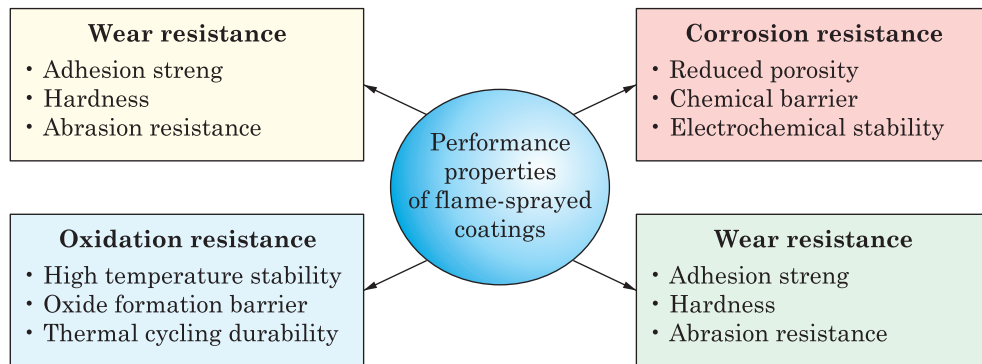 Wear resistance
• Adhesion streng
• Hardness
• Abrasion resistance
Corrosion resistance
• Reduced porosity
• Chemical barrier
• Electrochemical stability
Performance
properties
of flame-sprayed
coatings
Oxidation resistance
• High temperature stability
• Oxide formation barrier
• Thermal cycling durability
Wear resistance
• Adhesion streng
• Hardness
• Abrasion resistance